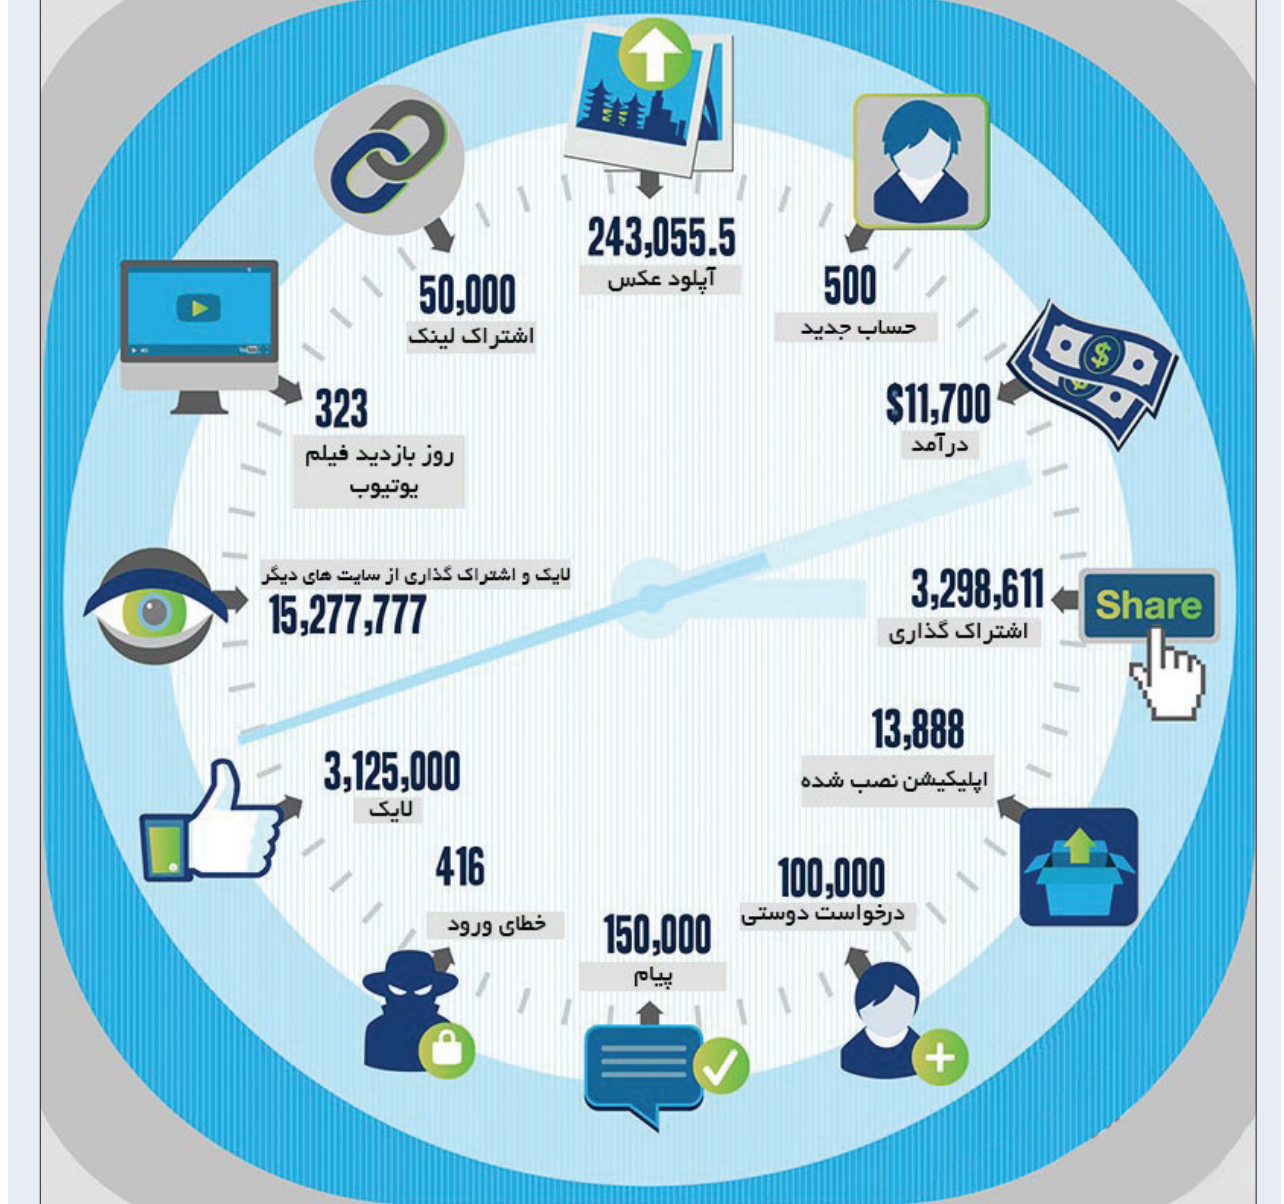 243,055.5
آپلود عکس
500
حساب جدید
$11,700
درآمد
Share
3,298,611
اشتراک گذاری
13,888
اپلیکیشن نصب شده
100,000
درخواست دوستی
150,000
پیام
416
خطای ورود
3,125,000
لایک
لایک و اشتراک گذاری از سایت های دیگر
15,277,777
323
روز بازدید فیلم
یوتیوب
50,000
اشتراک لینک